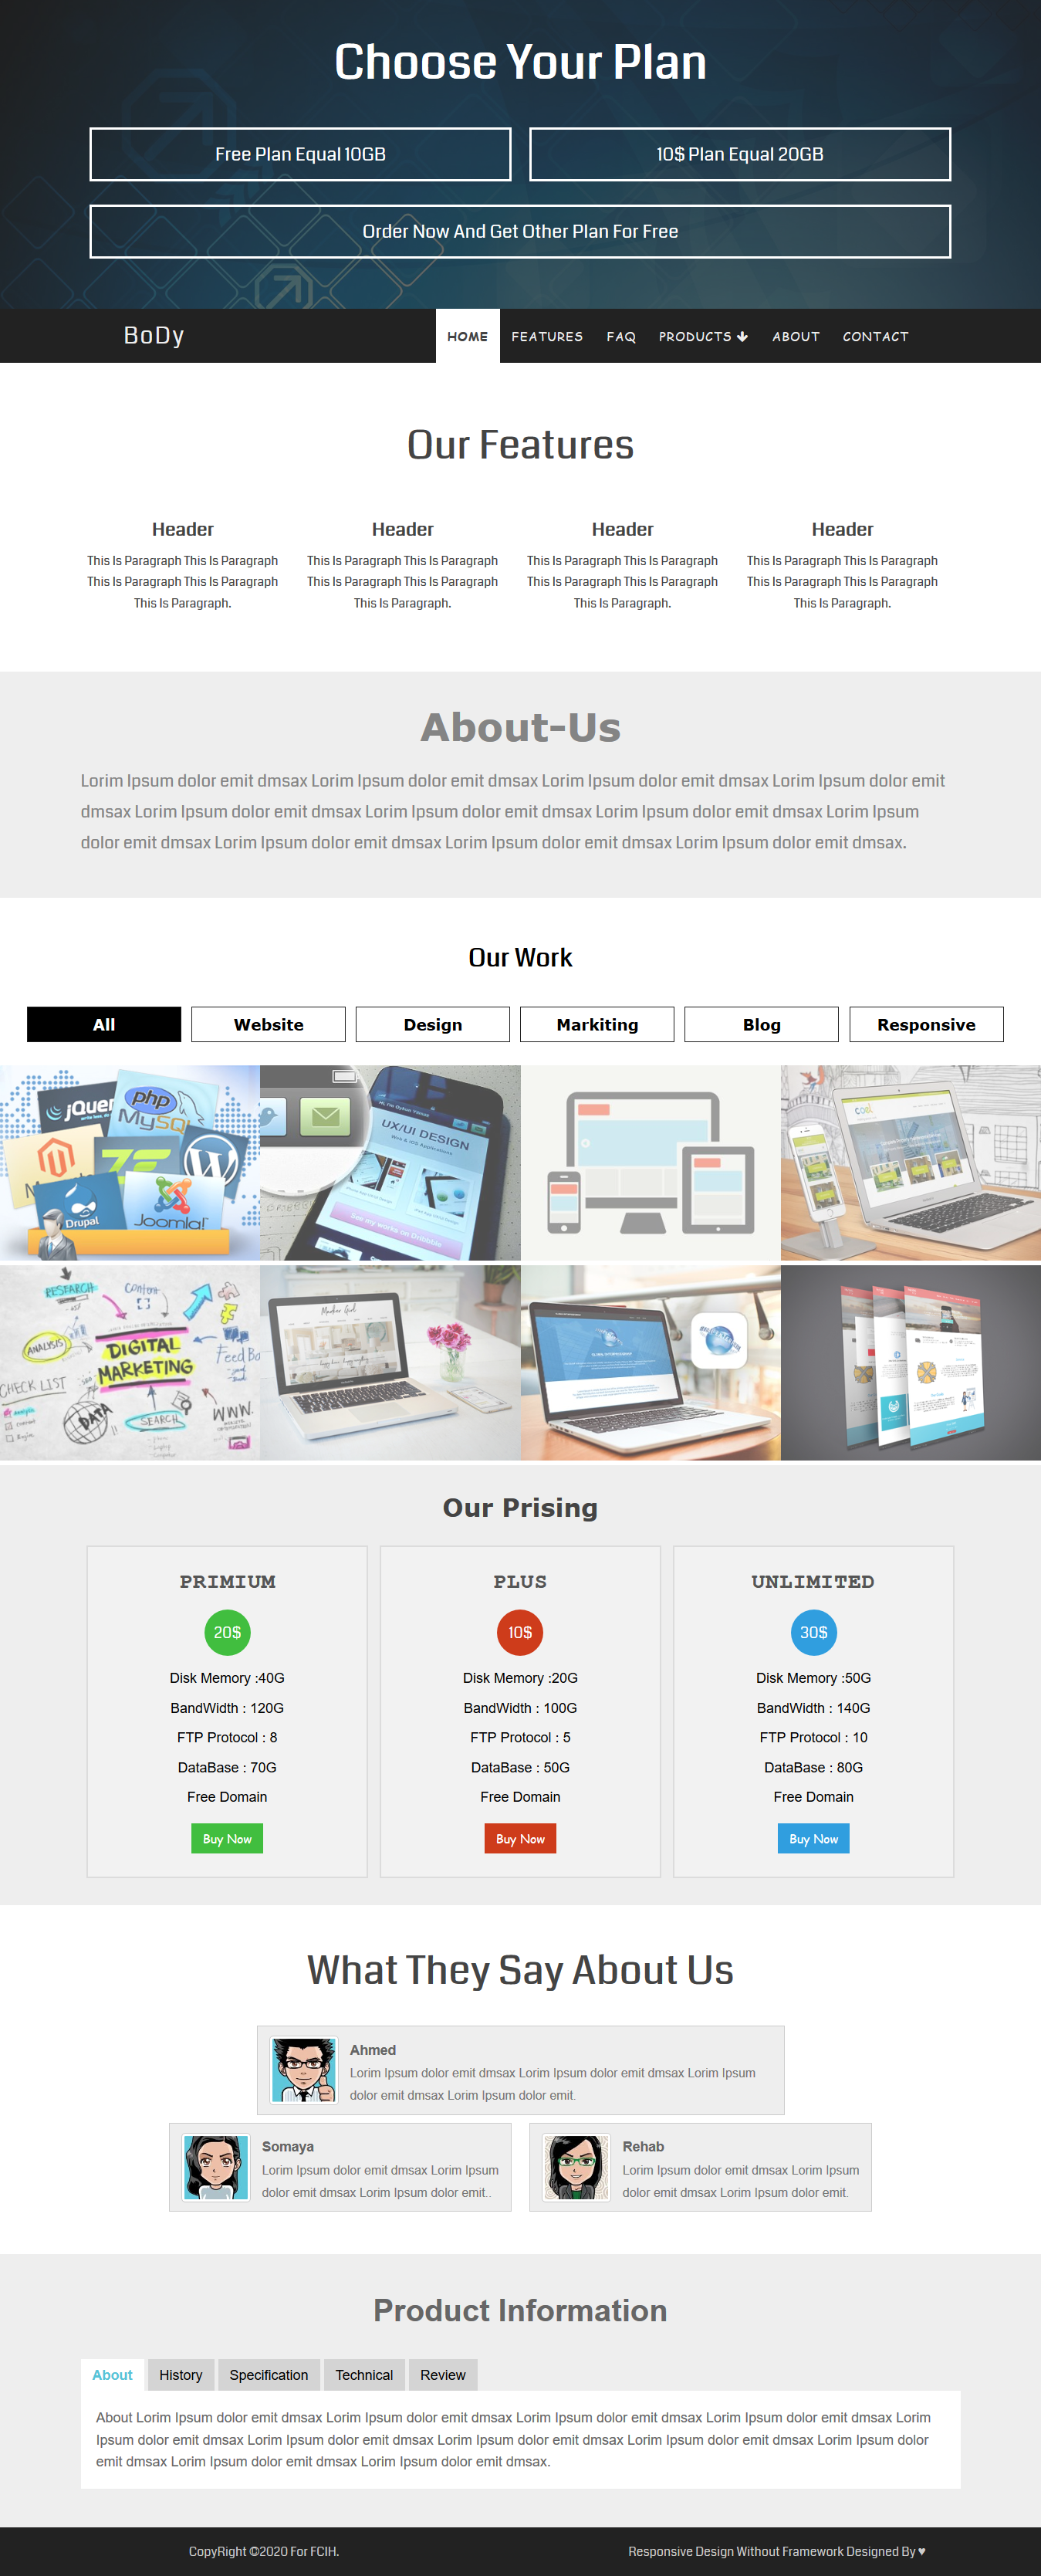 Choose Your Plan
Free Plan Equal 10GB
10$ Plan Equal 20GB
Order Now And Get Other Plan For Free
BoDy
HOME
FEATURES
FAQ
PRODUCTS
ABOUT
CONTACT
Our Features
Header
This Is Paragraph This Is Paragraph
This Is Paragraph This Is Paragraph
This Is Paragraph.
Header
This Is Paragraph This Is Paragraph
This Is Paragraph This Is Paragraph
This Is Paragraph.
Header
This Is Paragraph This Is Paragraph
This Is Paragraph This Is Paragraph
This Is Paragraph.
Header
This Is Paragraph This Is Paragraph
This Is Paragraph This Is Paragraph
This Is Paragraph.
About-Us
Lorim Ipsum dolor emit dmsax Lorim Ipsum dolor emit dmsax Lorim Ipsum dolor emit dmsax Lorim Ipsum dolor emit
dmsax Lorim Ipsum dolor emit dmsax Lorim Ipsum dolor emit dmsax Lorim Ipsum dolor emit dmsax Lorim Ipsum
dolor emit dmsax Lorim Ipsum dolor emit dmsax Lorim Ipsum dolor emit dmsax Lorim Ipsum dolor emit dmsax.
Our Work
All
Website
Design
Markiting
Blog
Responsive
jQuer
php
MySQL
Drupal
Joomla!
UX/UI DESIGN
Web & iOS Applications
See my works on Dribbble
cool
RESEARCH
Content
ANALYSIS
DIGITAL
MARKETING
Feed Ba
CHECK LIST
DATA
SEARCH
WWW.
Our Prising
PRIMIUM
20$
Disk Memory :40G
BandWidth : 120G
FTP Protocol : 8
DataBase : 70G
Free Domain
Buy Now
PLUS
10$
Disk Memory :20G
BandWidth : 100G
FTP Protocol : 5
DataBase : 50G
Free Domain
Buy Now
UNLIMITED
30$
Disk Memory :50G
BandWidth : 140G
FTP Protocol : 10
DataBase : 80G
Free Domain
Buy Now
What They Say About Us
Ahmed
Lorim Ipsum dolor emit dmsax Lorim Ipsum dolor emit dmsax Lorim Ipsum
dolor emit dmsax Lorim Ipsum dolor emit.
Somaya
Lorim Ipsum dolor emit dmsax Lorim Ipsum
dolor emit dmsax Lorim Ipsum dolor emit..
Rehab
Lorim Ipsum dolor emit dmsax Lorim Ipsum
dolor emit dmsax Lorim Ipsum dolor emit.
Product Information
About
History
Specification
Technical
Review
About Lorim Ipsum dolor emit dmsax Lorim Ipsum dolor emit dmsax Lorim Ipsum dolor emit dmsax Lorim Ipsum dolor emit dmsax Lorim
Ipsum dolor emit dmsax Lorim Ipsum dolor emit dmsax Lorim Ipsum dolor emit dmsax Lorim Ipsum dolor emit dmsax Lorim Ipsum dolor
emit dmsax Lorim Ipsum dolor emit dmsax Lorim Ipsum dolor emit dmsax.
CopyRight ©2020 For FCIH.
Responsive Design Without Framework Designed By ♥